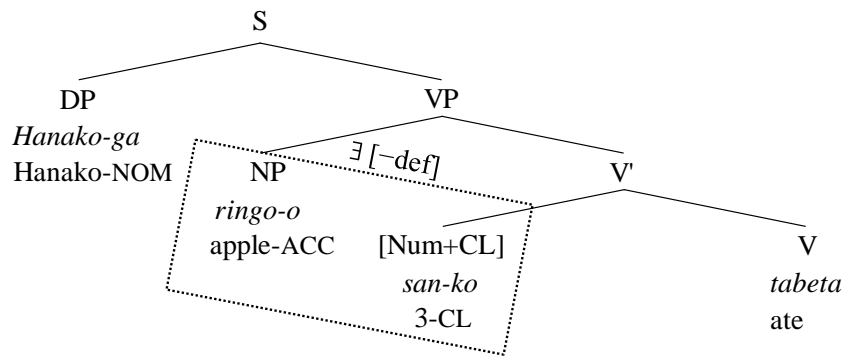 S
DP VP
Hanako-ga
Hanako-NOM NP ∃ [−def] V'
ringo-o
apple-ACC [Num+CL] V
san-ko tabeta
3-CL ate